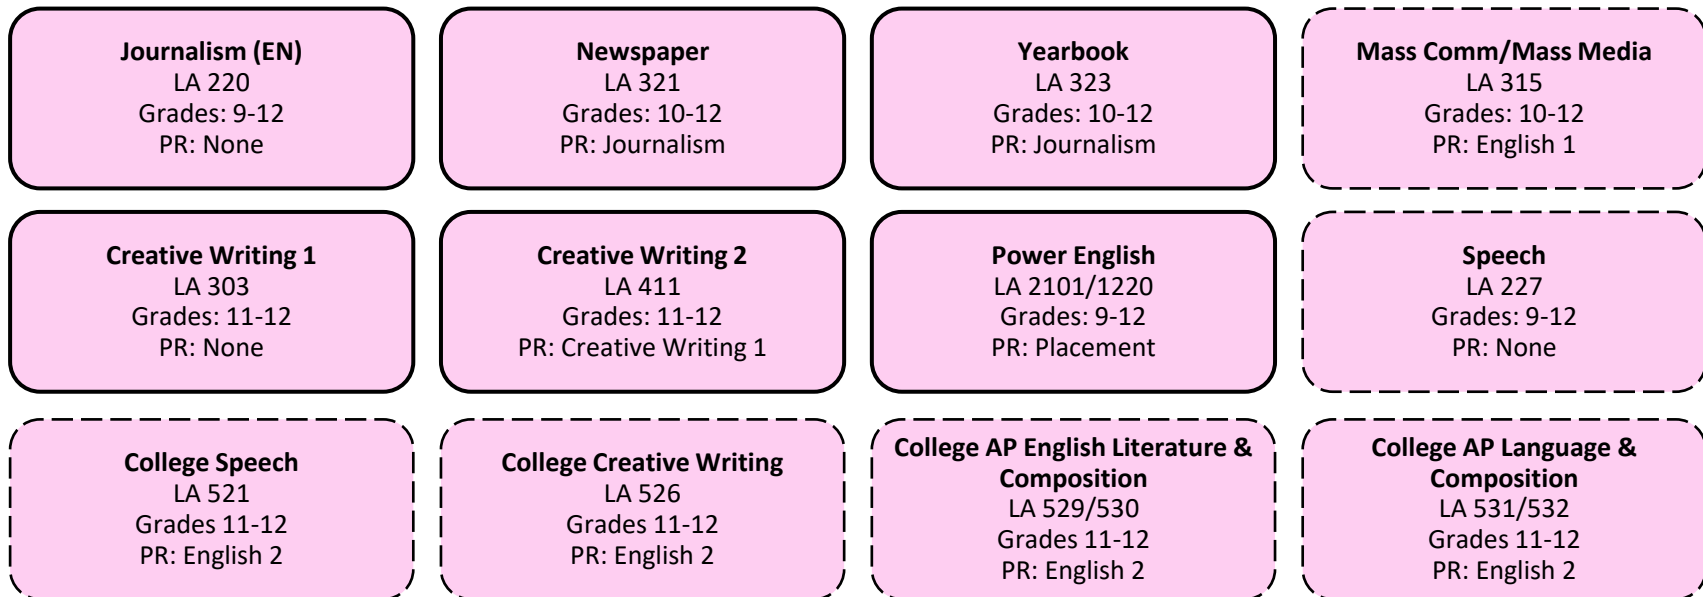 Journalism (EN)
LA 220
Grades: 9-12
PR: None
Newspaper
LA 321
Grades: 10-12
PR: Journalism
Yearbook
LA 323
Grades: 10-12
PR: Journalism
Mass Comm/Mass Media
LA 315
Grades: 10-12
PR: English 1
Creative Writing 1
LA 303
Grades: 11-12
PR: None
Creative Writing 2
LA 411
Grades: 11-12
PR: Creative Writing 1
Power English
LA 2101/1220
Grades: 9-12
PR: Placement
Speech
LA 227
Grades: 9-12
PR: None
College Speech
LA 521
Grades 11-12
PR: English 2
College Creative Writing
LA 526
Grades 11-12
PR: English 2
College AP English Literature &
Composition
LA 529/530
Grades 11-12
PR: English 2
College AP Language &
Composition
LA 531/532
Grades 11-12
PR: English 2